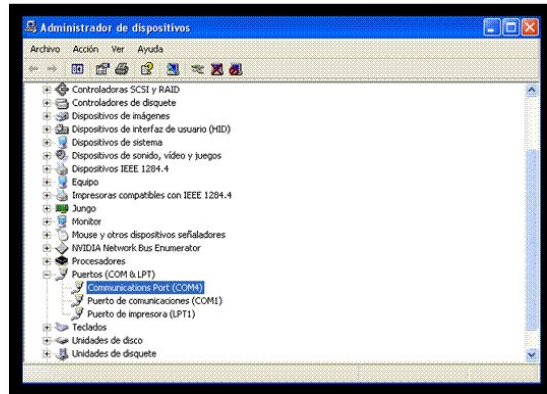 Administrador de dispositivos
Archivo Acción Ver Ayuda
Controladoras SCSI y RAID
Controladores de disquete
Dispositivos de imágenes
Dispositivos de interfaz de usuario (HID)
Dispositivos de sistema
Dispositivos de sonido, vídeo y juegos
Dispositivos IEEE 1284.4
Equipo
Impresoras compatibles con IEEE 1284.4
Jungo
Monitor
Mouse y otros dispositivos señaladores
NVIDIA Network Bus Enumerator
Procesadores
Puertos (COM & LPT)
Communications Port (COM4)
Puerto de comunicaciones (COM1)
Puerto de impresora (LPT1)
Teclados
Unidades de disco
Unidades de disquete